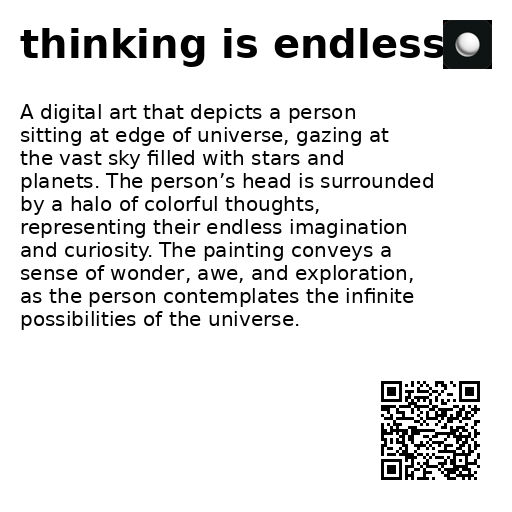 thinking is endless
A digital art that depicts a person
sitting at edge of universe, gazing at
the vast sky filled with stars and
planets. The person’s head is surrounded
by a halo of colorful thoughts,
representing their endless imagination
and curiosity. The painting conveys a
sense of wonder, awe, and exploration,
as the person contemplates the infinite
possibilities of the universe.